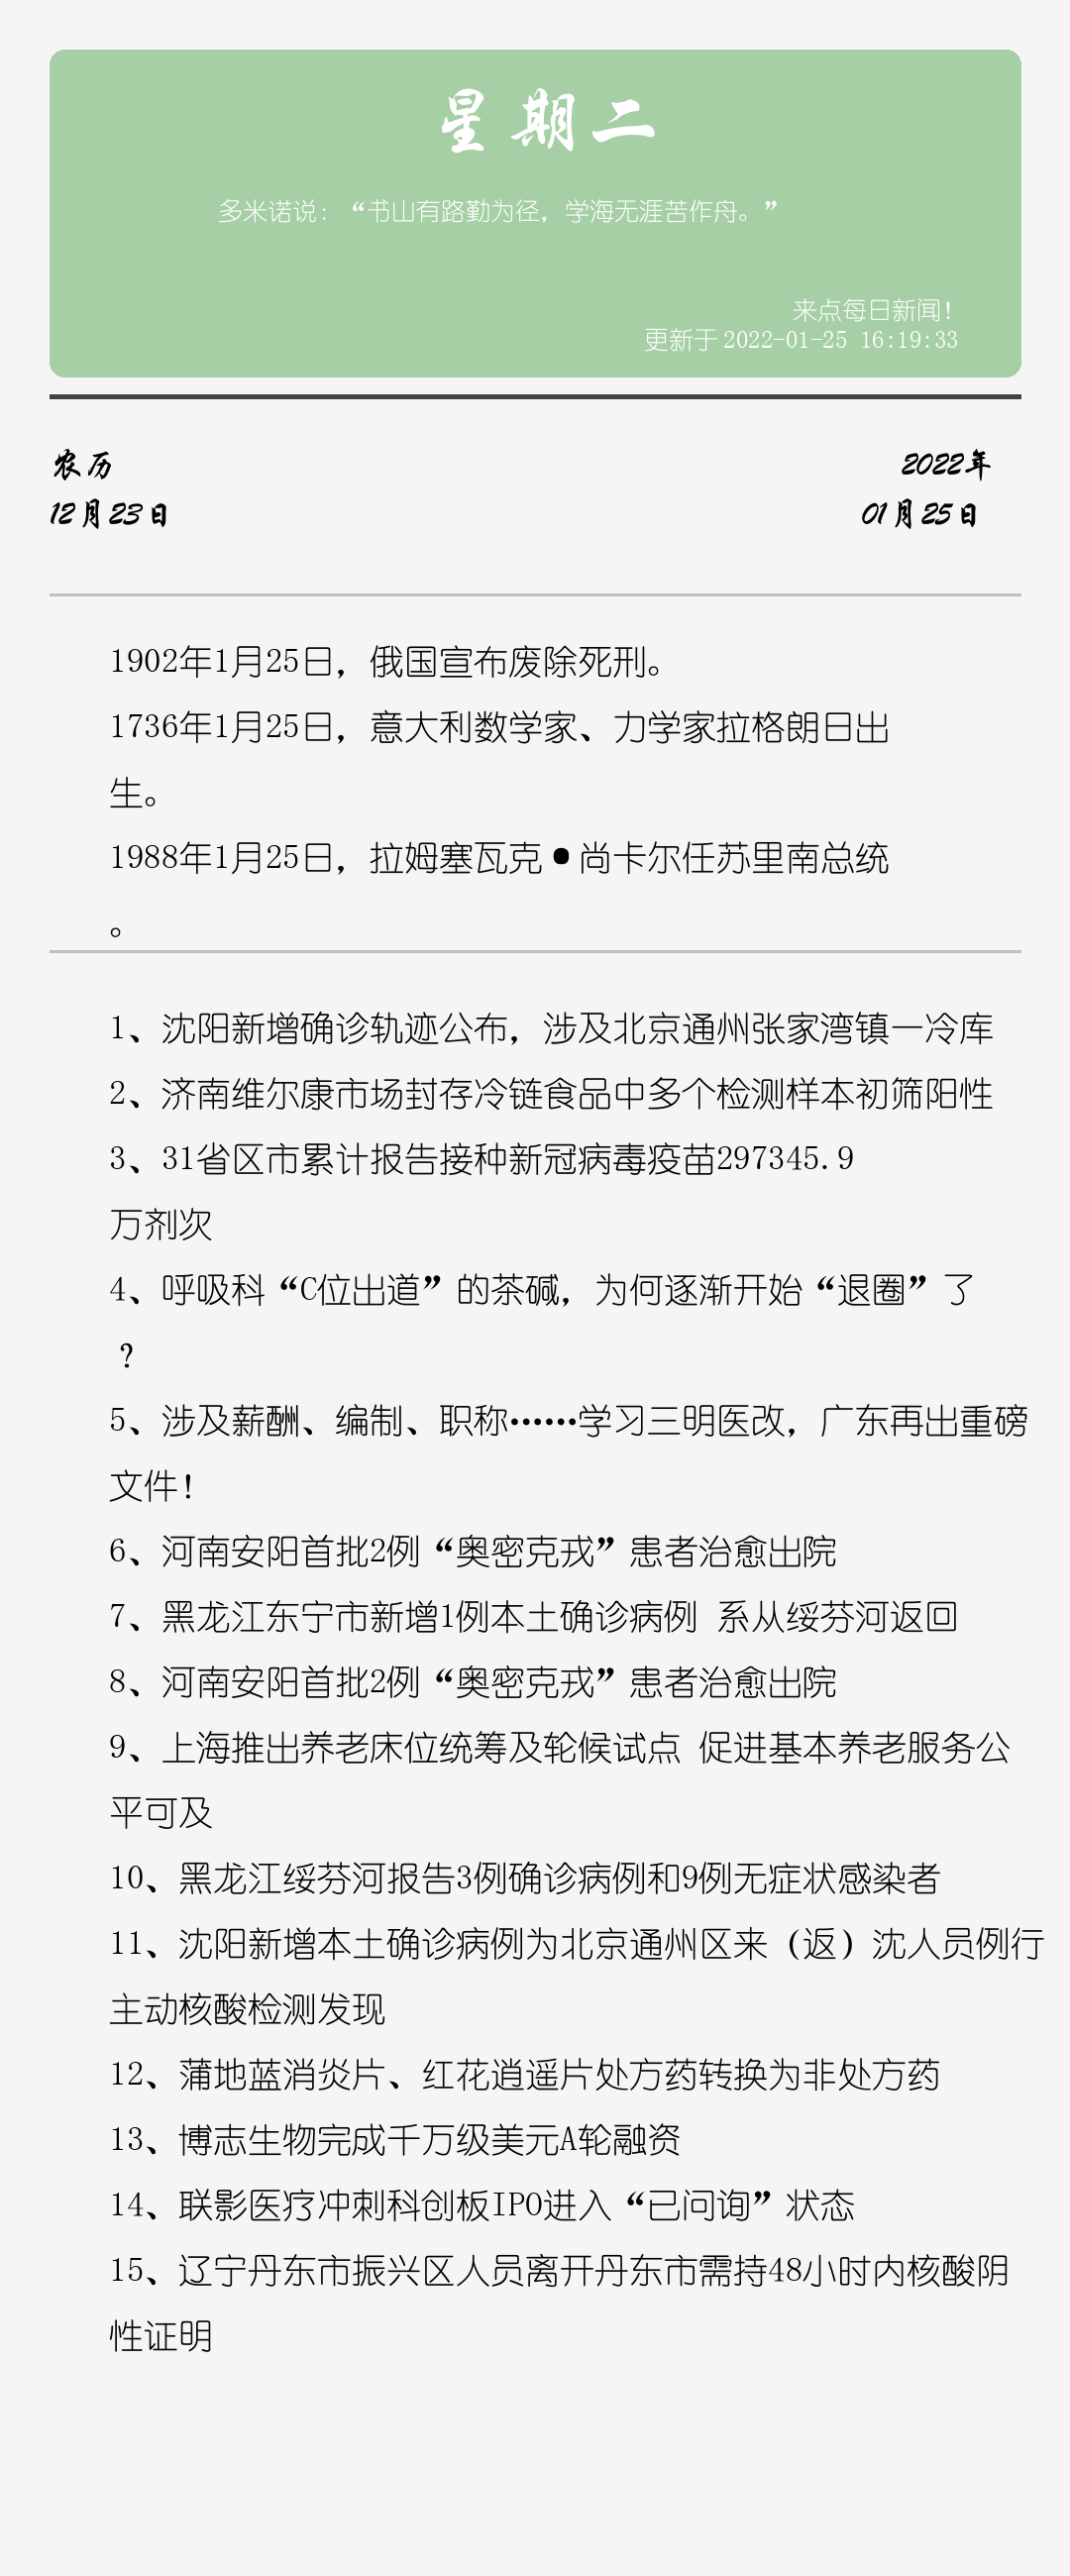 星期二
多米诺说：“书山有路勤为径，学海无涯苦作舟。”
来点每日新闻！
更新于 2022-01-25 16:19:33
农历
2022年
12月23日
01月25日
1902年1月25日，俄国宣布废除死刑。
1736年1月25日，意大利数学家、力学家拉格朗日出
生。
1988年1月25日，拉姆塞瓦克•尚卡尔任苏里南总统
。
1、沈阳新增确诊轨迹公布，涉及北京通州张家湾镇一冷库
2、济南维尔康市场封存冷链食品中多个检测样本初筛阳性
3、31省区市累计报告接种新冠病毒疫苗297345.9
万剂次
4、呼吸科“C位出道”的茶碱，为何逐渐开始“退圈”了
？
5、涉及薪酬、编制、职称……学习三明医改，广东再出重磅
文件！
6、河南安阳首批2例“奥密克戎”患者治愈出院
7、黑龙江东宁市新增1例本土确诊病例 系从绥芬河返回
8、河南安阳首批2例“奥密克戎”患者治愈出院
9、上海推出养老床位统筹及轮候试点 促进基本养老服务公
平可及
10、黑龙江绥芬河报告3例确诊病例和9例无症状感染者
11、沈阳新增本土确诊病例为北京通州区来（返）沈人员例行
主动核酸检测发现
12、蒲地蓝消炎片、红花逍遥片处方药转换为非处方药
13、博志生物完成千万级美元A轮融资
14、联影医疗冲刺科创板IPO进入“已问询”状态
15、辽宁丹东市振兴区人员离开丹东市需持48小时内核酸阴
性证明